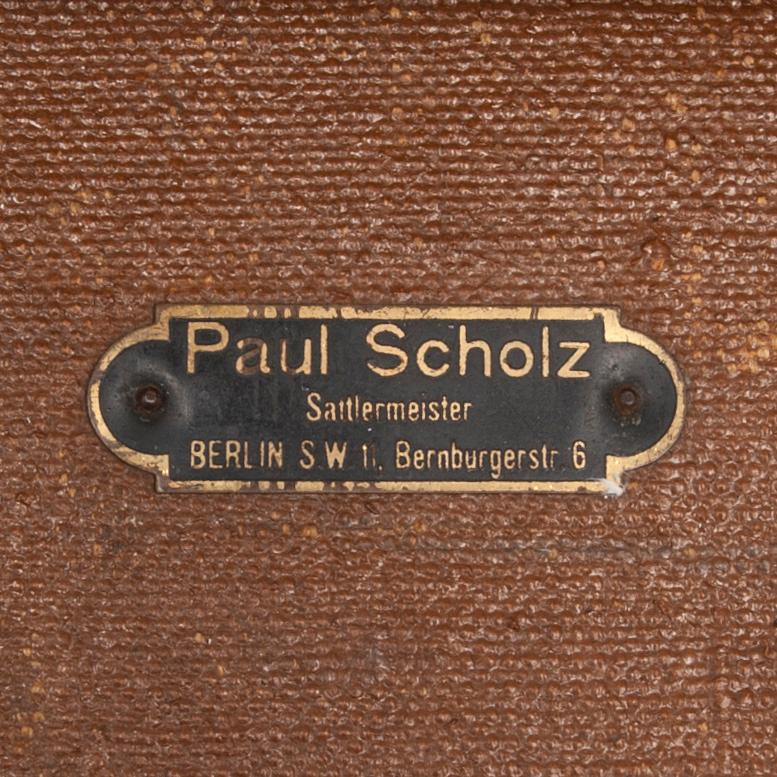 Paul Scholz
Sattlermeister
BERLIN S.W. 11, Bernburgerstr. 6